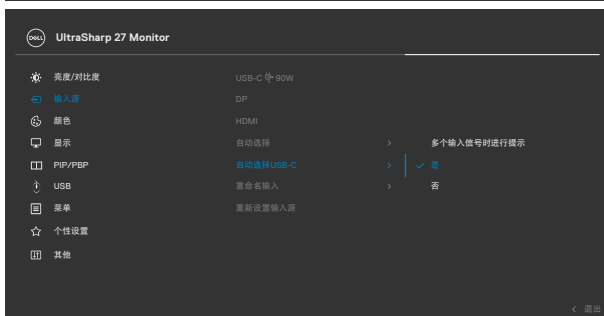 DELL
UltraSharp 27 Monitor
亮度/对比度
输入源
颜色
显示
PIP/PBP
USB
菜单
个性设置
其他
USB-C 90W
DP
HDMI
自动选择
自动选择USB-C
重命名输入
重新设置输入源
多个输入信号时进行提示
是
否
退出